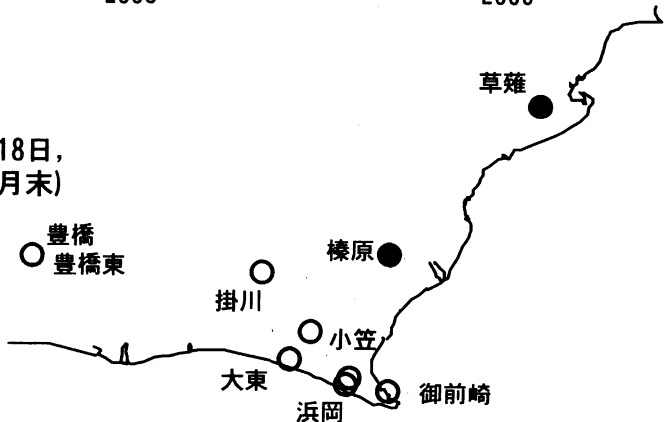 草薙
18日,
月末)
豊橋
豊橋東
榛原
掛川
小笠
大東
御前崎
浜岡